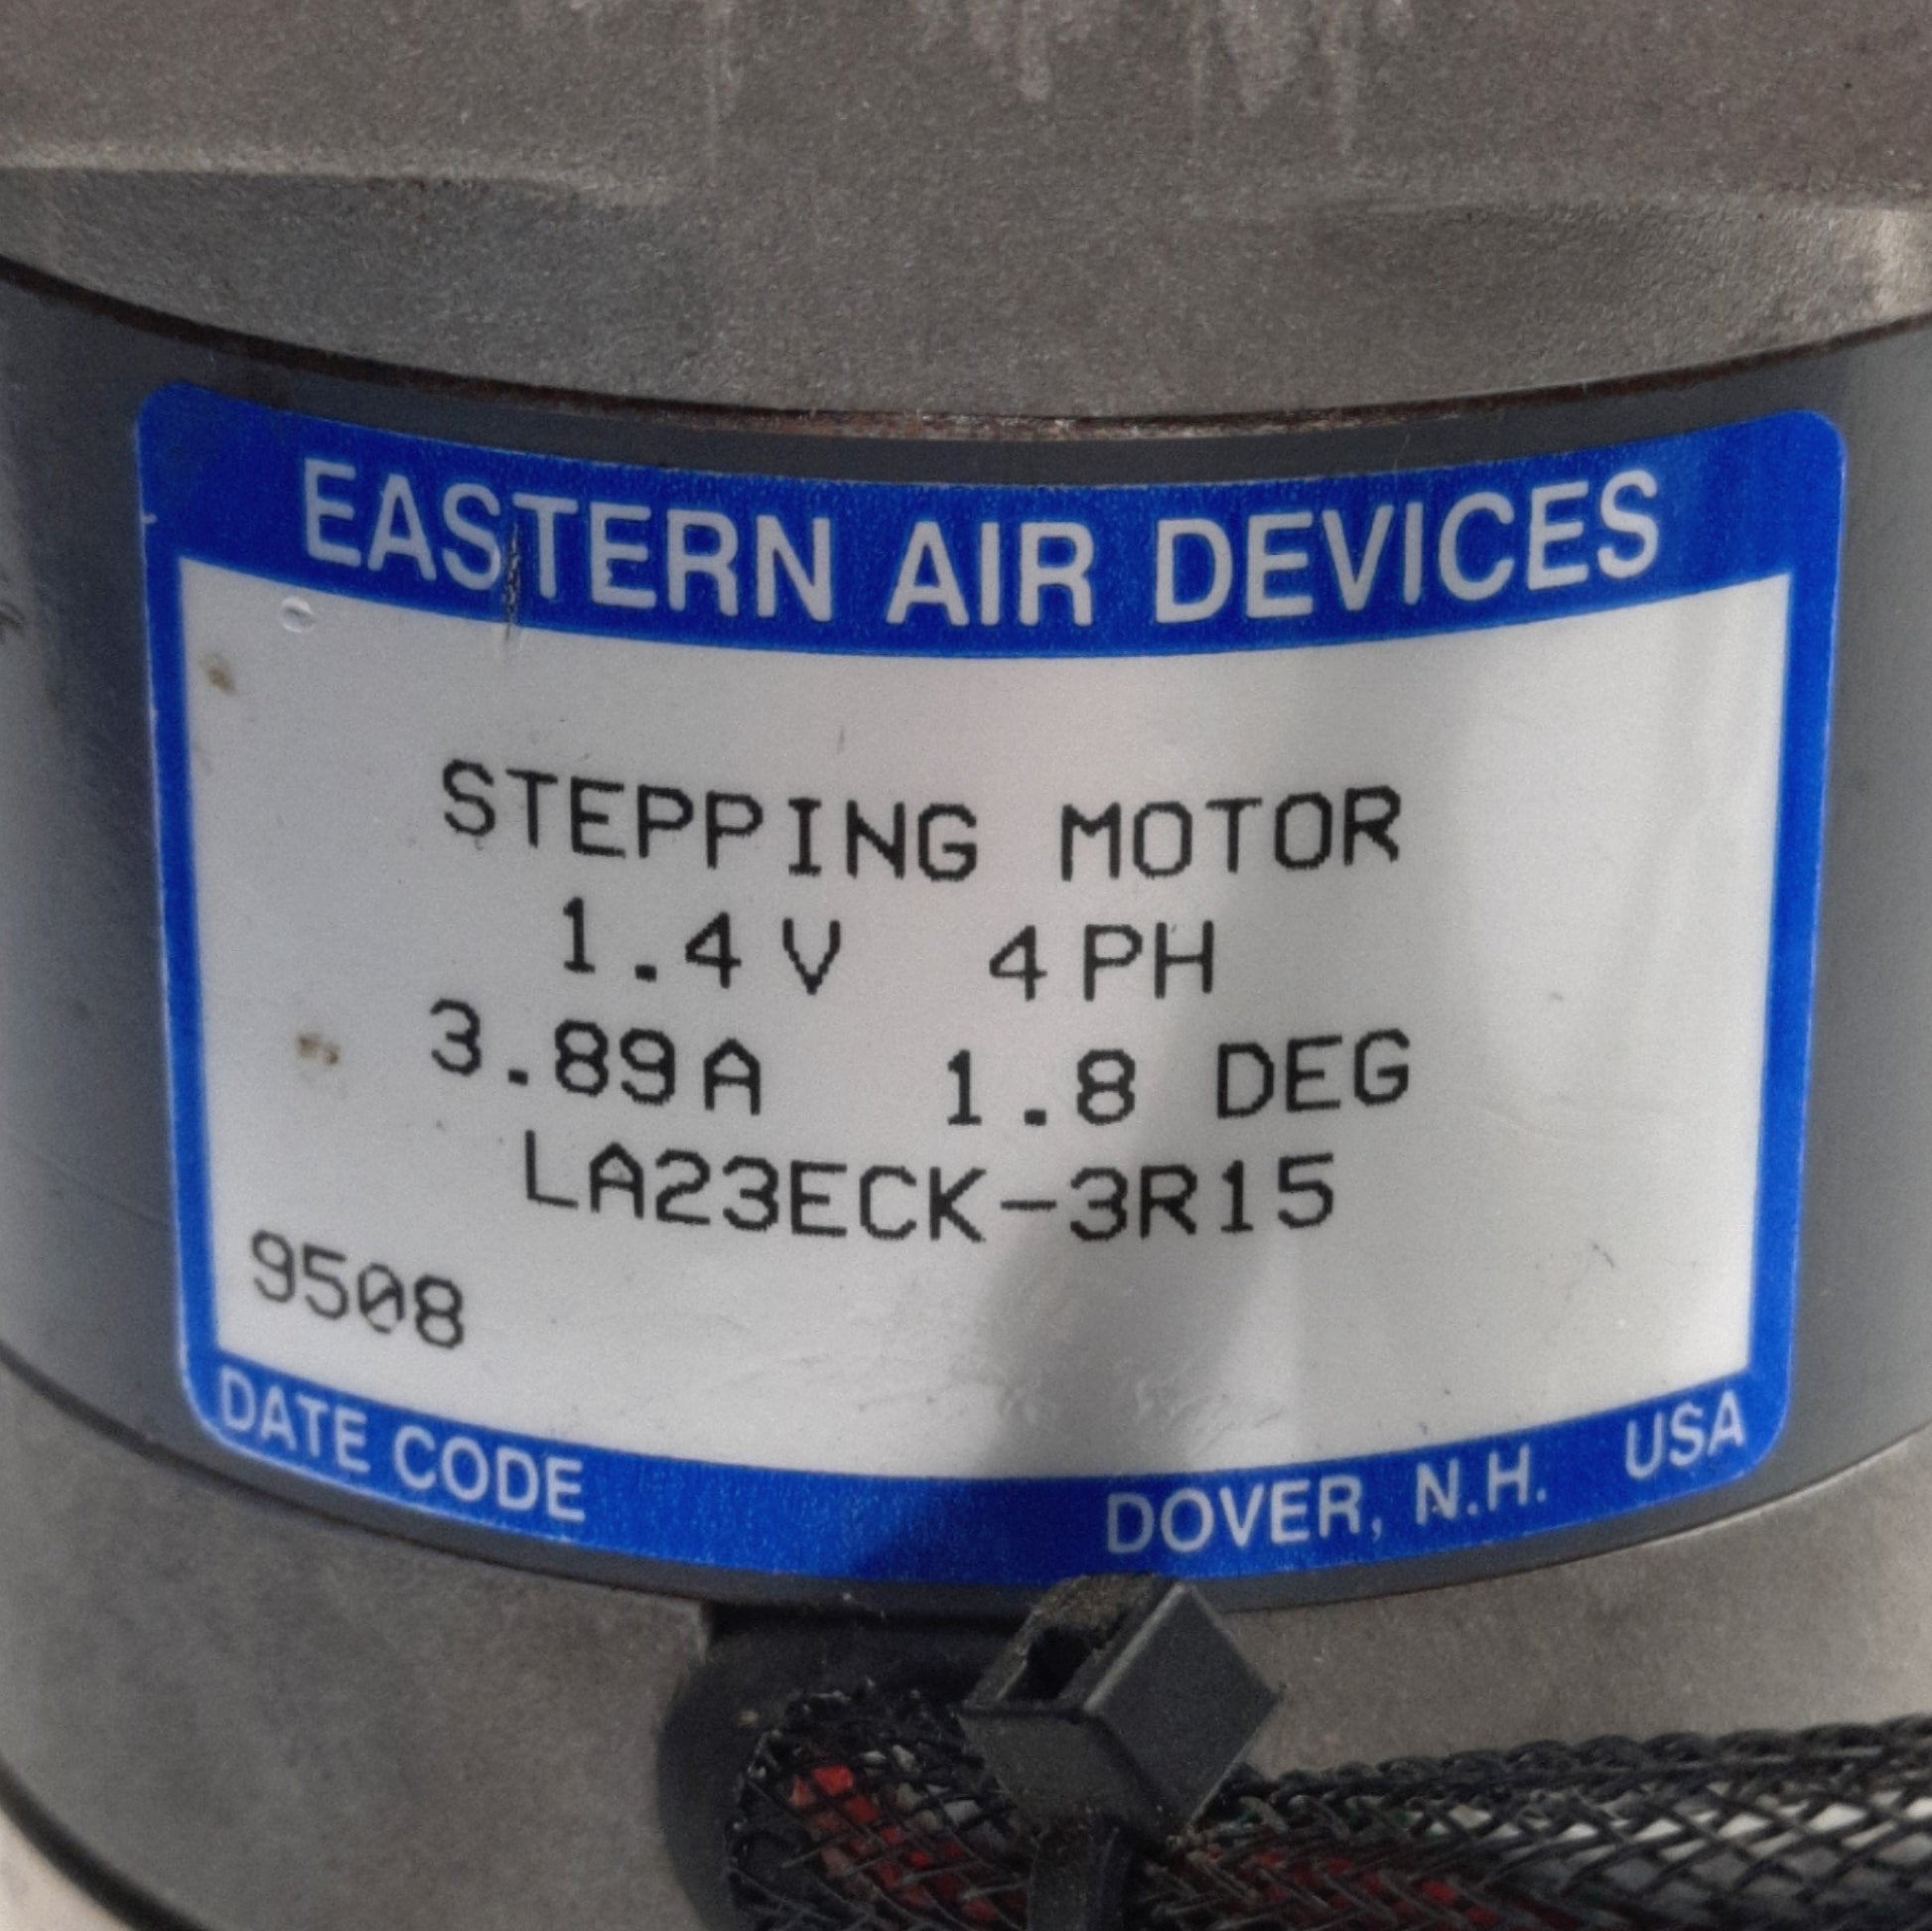 EASTERN AIR DEVICES
STEPPING MOTOR
1.4V 4PH
3.89A 1.8 DEG
LA23ECK-3R15
9508
DATE CODE
DOVER, N.H. USA